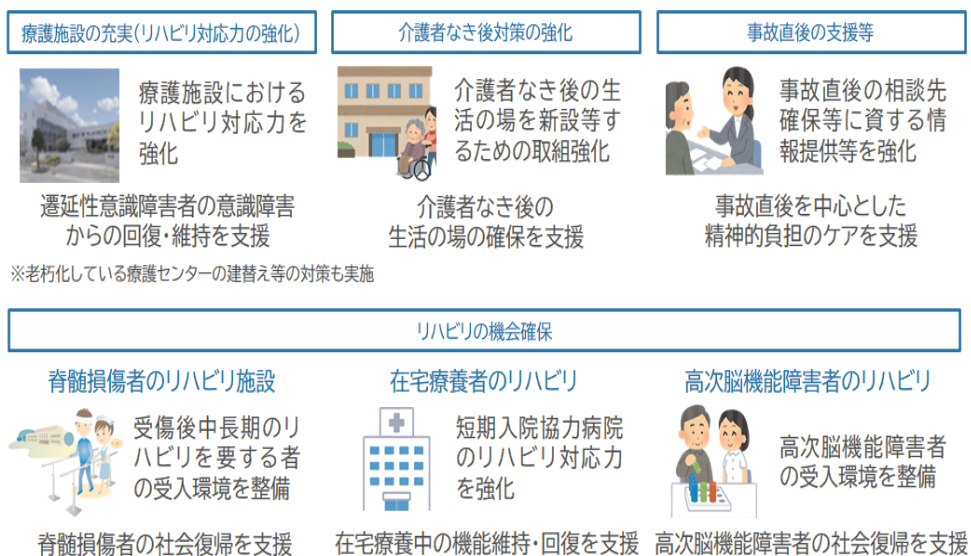 療護施設の充実(リハビリ対応力の強化)
療護施設における
リハビリ対応力を
強化
遷延性意識障害者の意識障害
からの回復・維持を支援
※老朽化している療護センターの建替え等の対策も実施
介護者なき後対策の強化
介護者なき後の生
活の場を新設等す
るための取組強化
介護者なき後の
生活の場の確保を支援
事故直後の支援等
事故直後の相談先
確保等に資する情
報提供等を強化
事故直後を中心とした
精神的負担のケアを支援
リハビリの機会確保
脊髄損傷者のリハビリ施設
受傷後中長期のリ
ハビリを要する者
の受入環境を整備
脊髄損傷者の社会復帰を支援
在宅療養者のリハビリ
短期入院協力病院
のリハビリ対応力
を強化
在宅療養中の機能維持・回復を支援
高次脳機能障害者のリハビリ
高次脳機能障害者
の受入環境を整備
高次脳機能障害者の社会復帰を支援